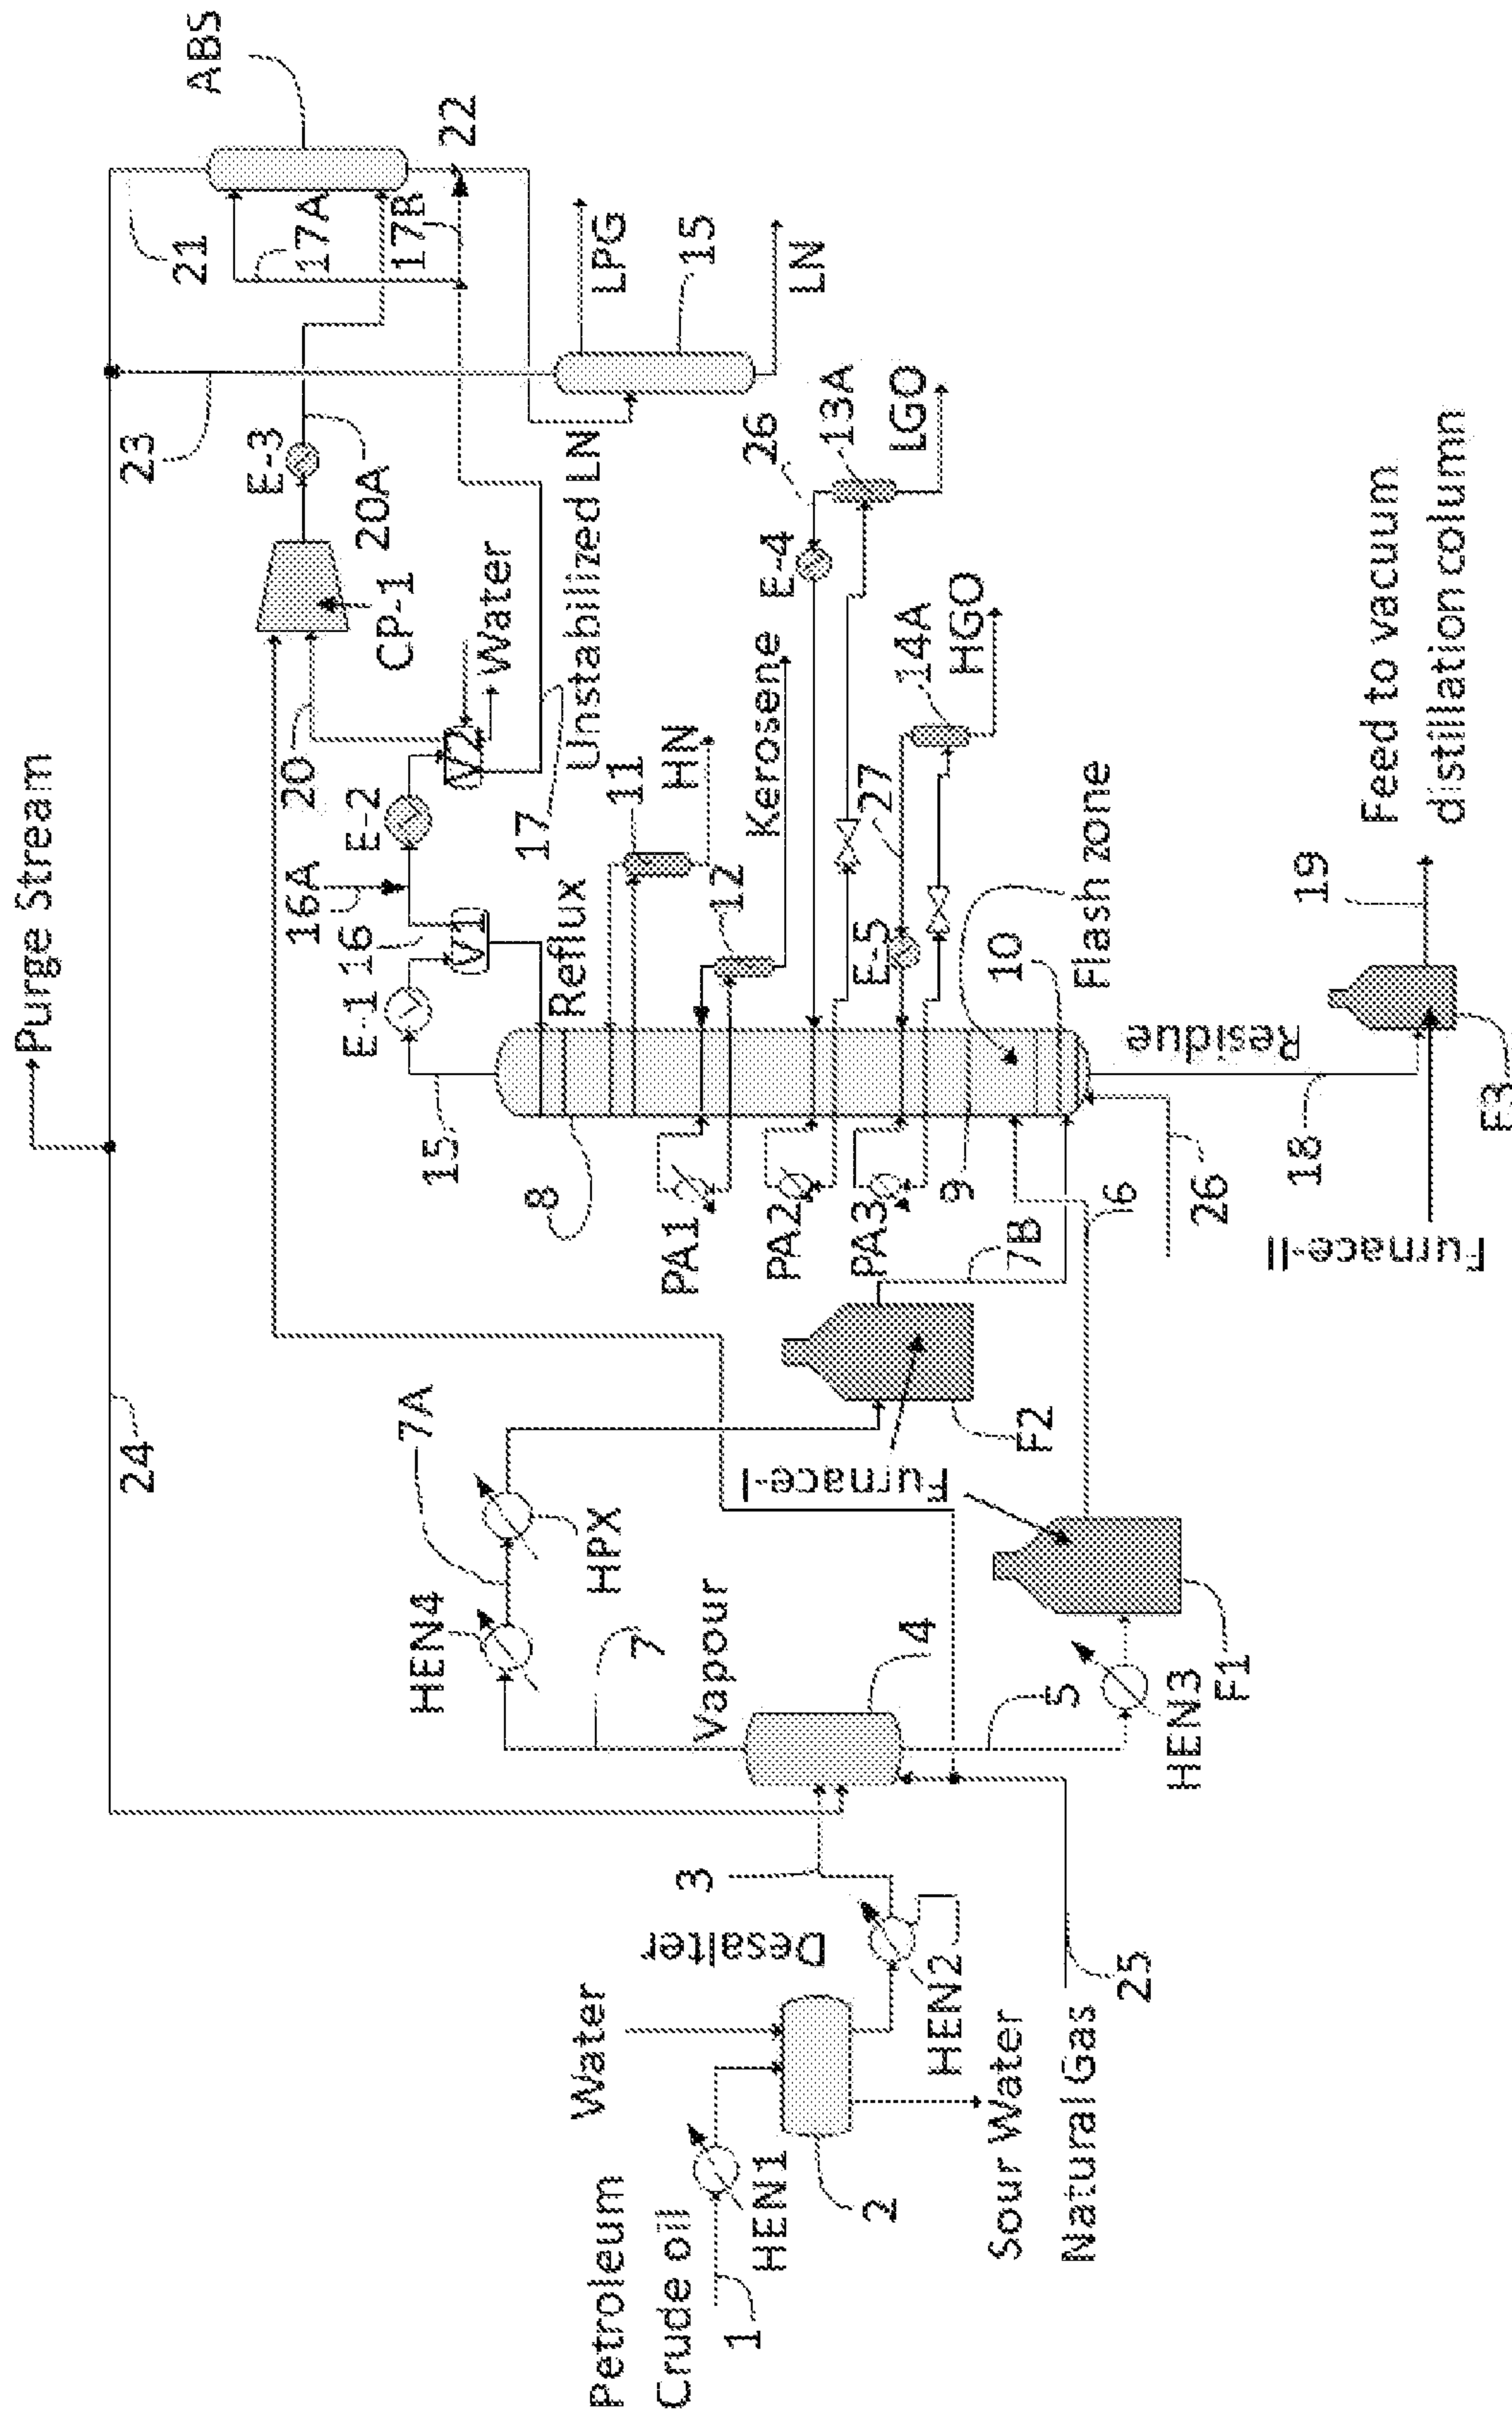 Purge Stream
24
23
21
ABS
22
17A
17B
E-3
20A
CP-1
20
16A
E-2
E-1
16
V1
V2
Water
17
Unstabilized LN
LPG
15
LN
15
Reflux
8
11
HN
12
Kerosene
26
E-4
13A
LGO
PA1
PA2
PA3
E-5
27
14A
HGO
9
10
Flash zone
7B
6
26
Residue
18
19
Furnace-II
F3
Feed to vacuum
distillation column
7A
HEN4
HPX
7
Vapour
4
F2
Furnace-I
F1
5
HEN3
3
Desalter
HEN2
Water
Petroleum
Crude oil
1
HEN1
2
Sour Water
Natural Gas
25